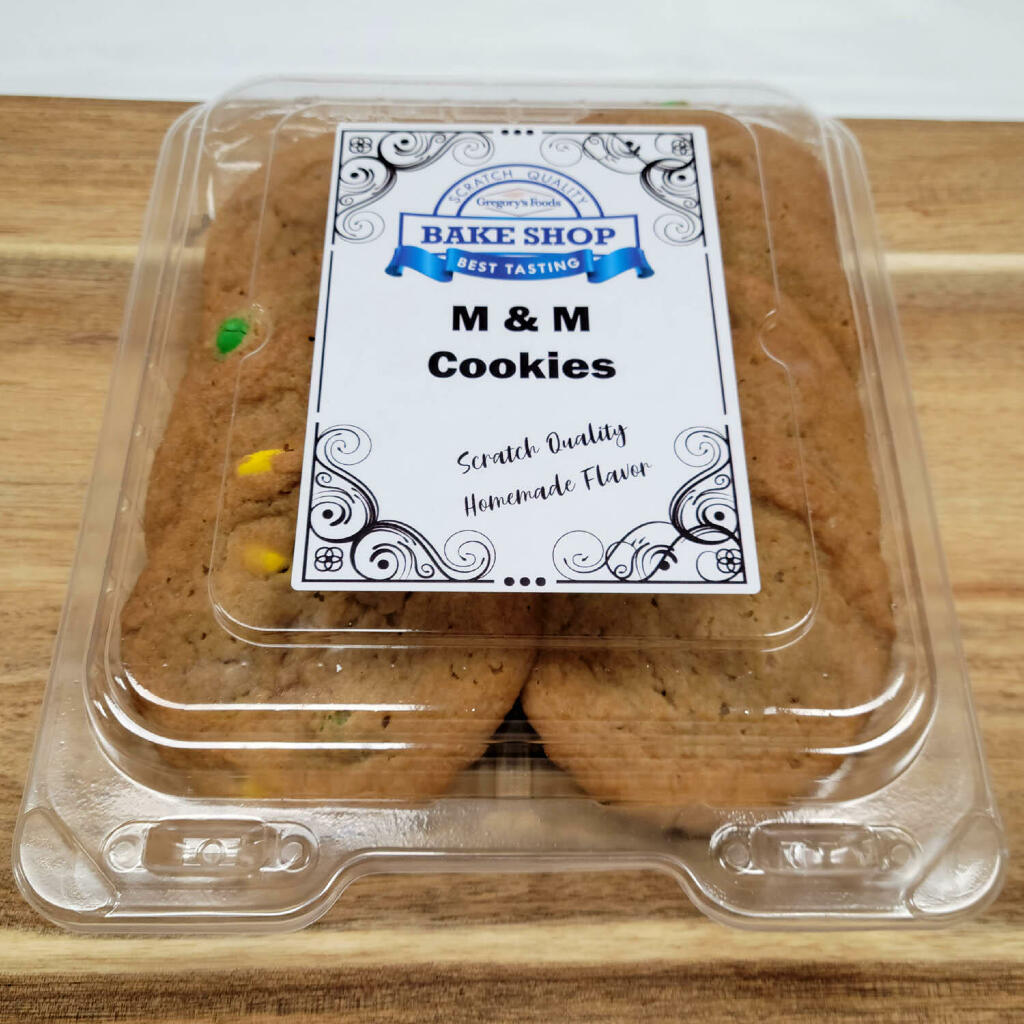 SCRATCH QUALITY
Gregory's Foods
BAKE SHOP
BEST TASTING
M & M
Cookies
Scratch Quality
Homemade Flavor